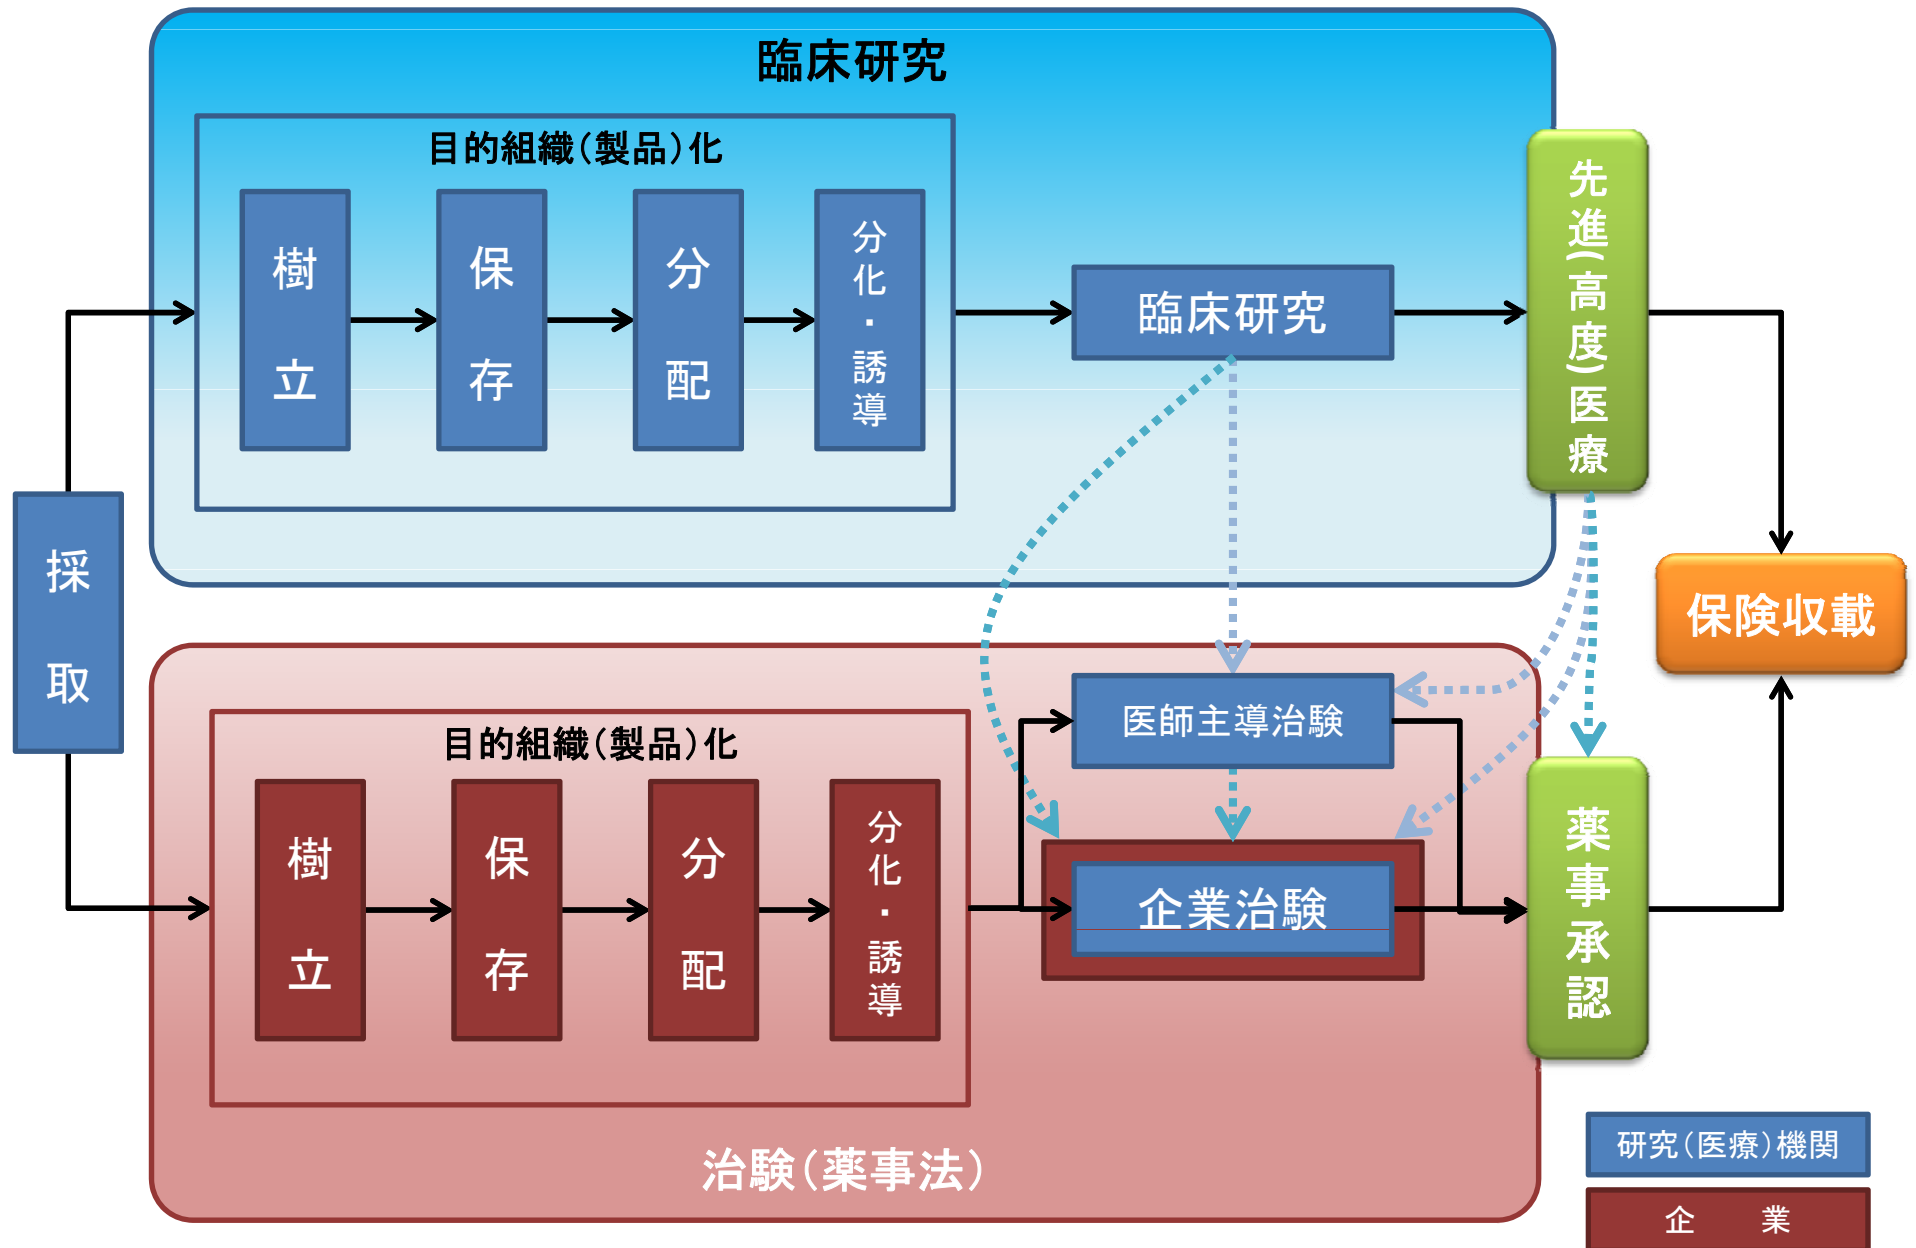 臨床研究
目的組織(製品)化
樹立
保存
分配
分化・誘導
臨床研究
先進(高度)医療
採取
保険収載
目的組織(製品)化
樹立
保存
分配
分化・誘導
医師主導治験
企業治験
薬事承認
治験(薬事法)
研究(医療)機関
企　業